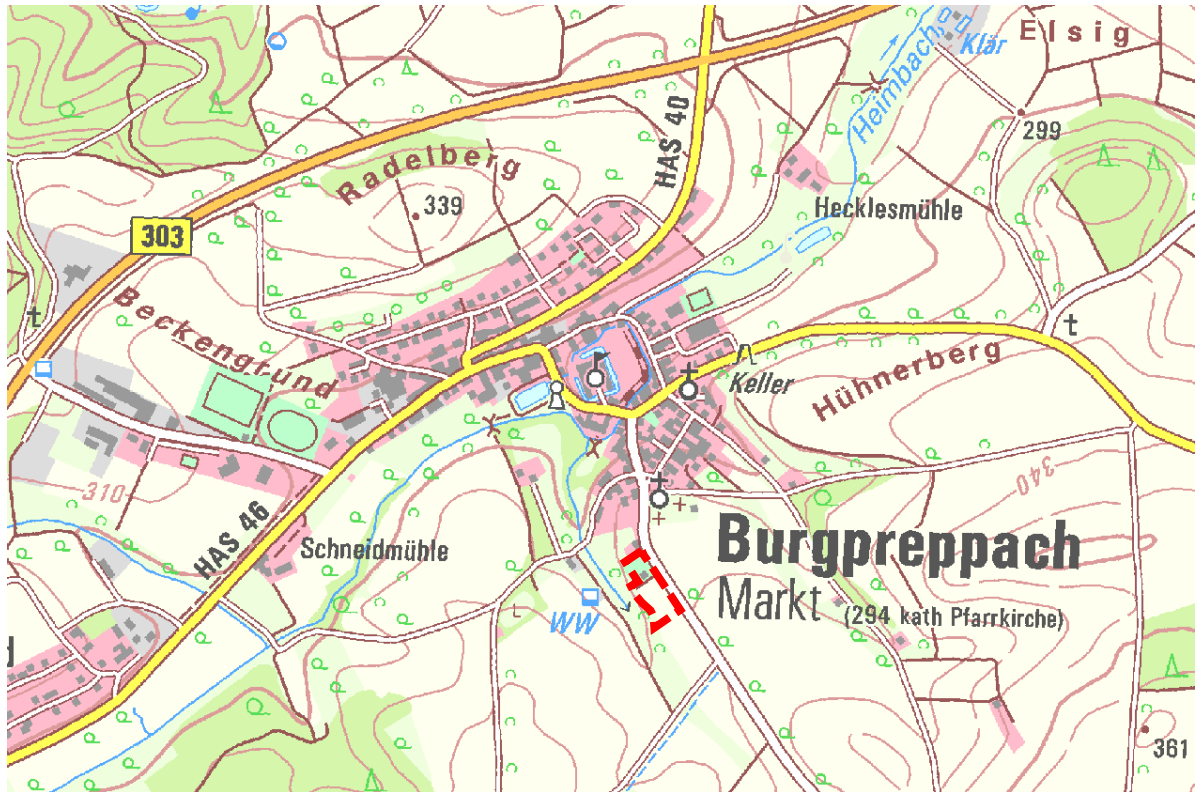 Elsig
Klär
Heimbach
HAS 40
299
Radelberg
339
Hecklesmühle
303
Beckengrund
Keller
Hühnerberg
310
340
HAS 46
Schneidmühle
Burgpreppach
Markt (294 kath Pfarrkirche)
WW
361
d